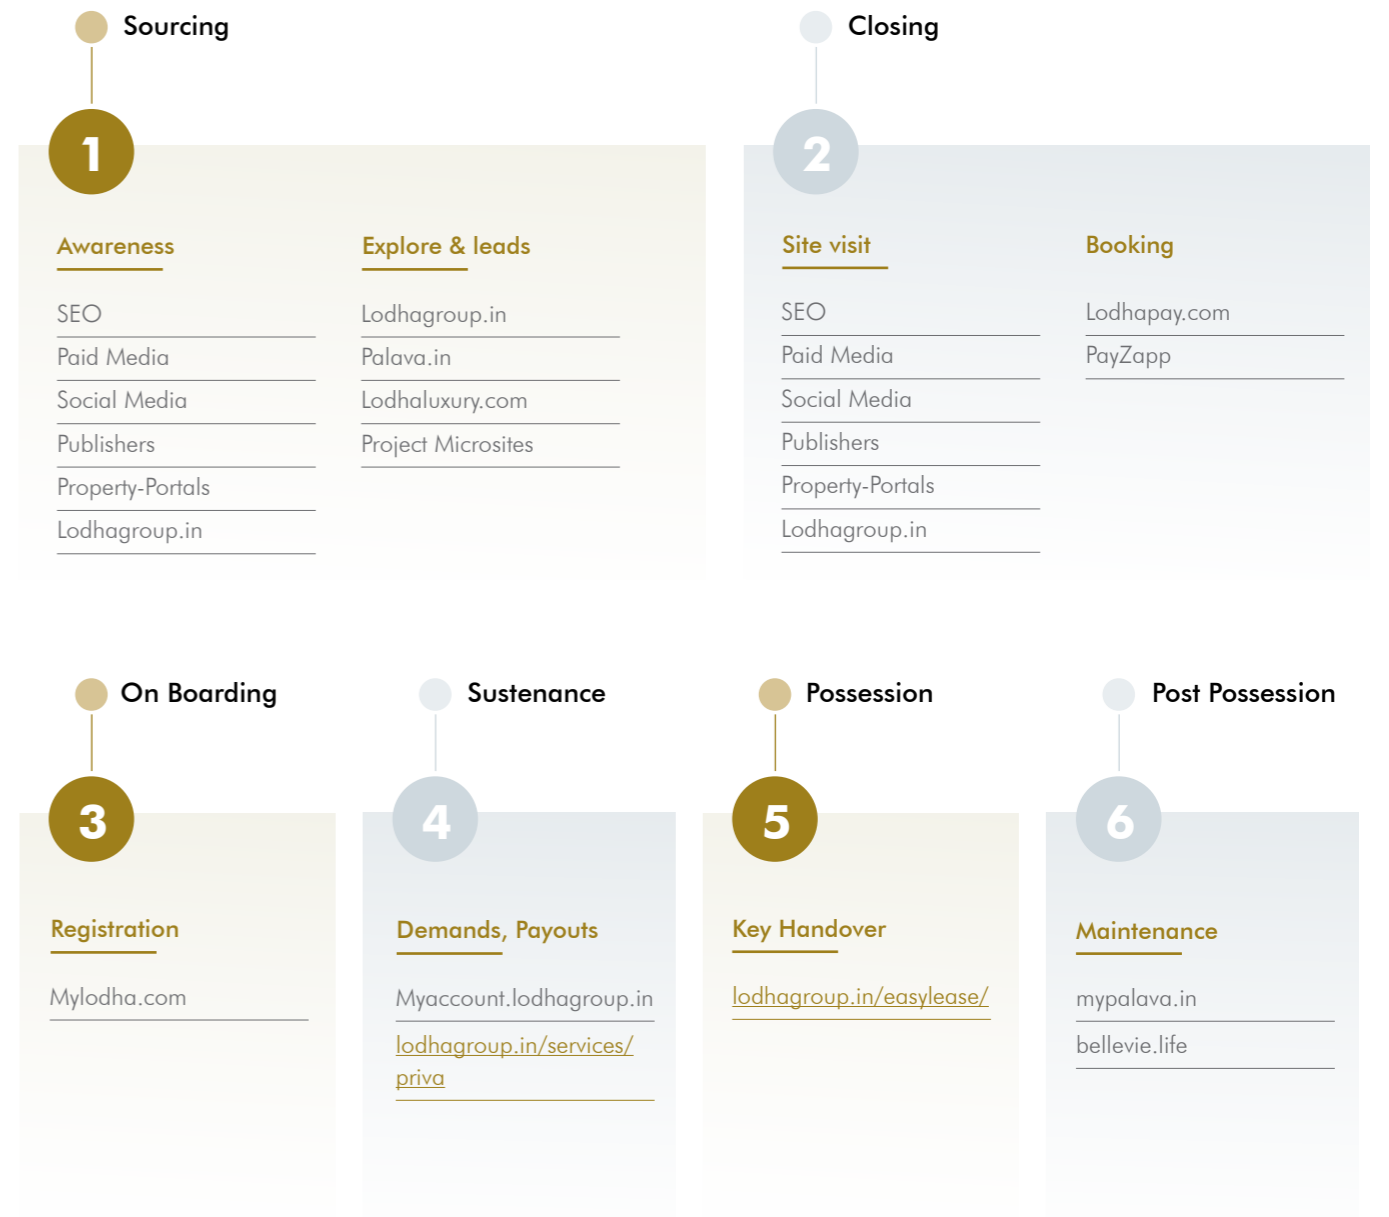 Sourcing
1
Awareness
SEO
Paid Media
Social Media
Publishers
Property-Portals
Lodhagroup.in
Explore & leads
Lodhagroup.in
Palava.in
Lodhaluxury.com
Project Microsites
Closing
2
Site visit
SEO
Paid Media
Social Media
Publishers
Property-Portals
Lodhagroup.in
Booking
Lodhapay.com
PayZapp
On Boarding
3
Registration
Mylodha.com
Sustenance
4
Demands, Payouts
Myaccount.lodhagroup.in
lodhagroup.in/services/
priva
Possession
5
Key Handover
lodhagroup.in/easylease/
Post Possession
6
Maintenance
mypalava.in
bellevie.life